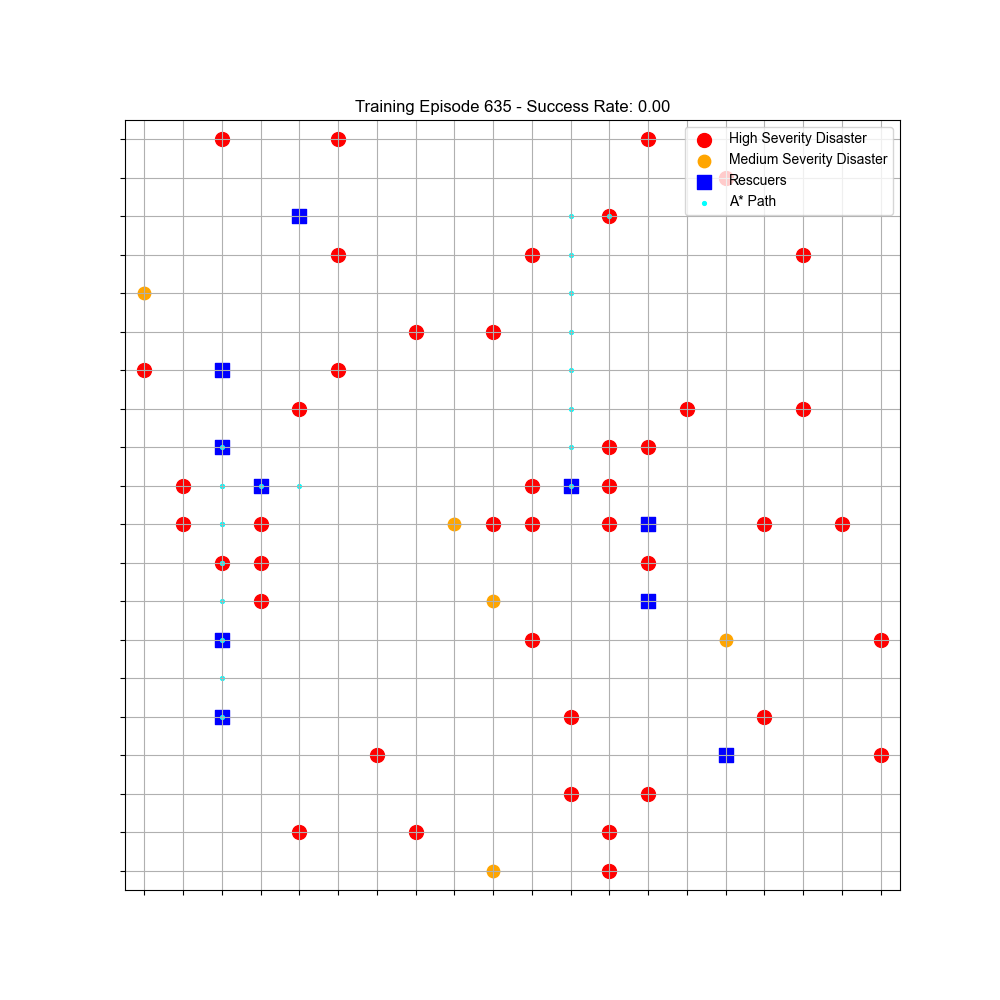 Training Episode 635 - Success Rate: 0.00
High Severity Disaster
Medium Severity Disaster
Rescuers
A* Path